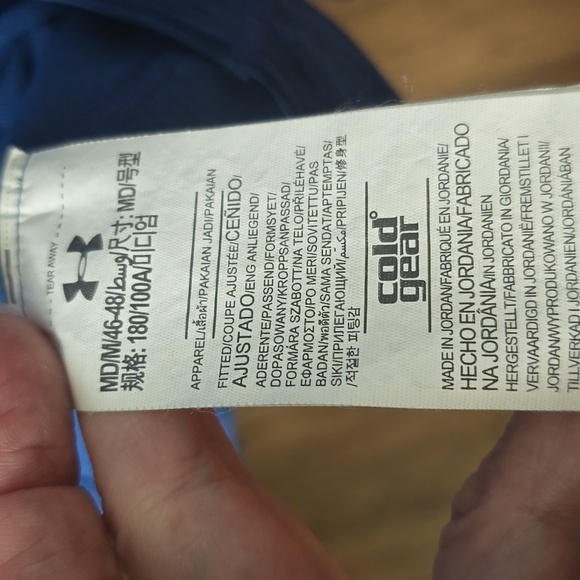 TEAR AWAY
MD/M/46-48/وسط/尺寸: MD/号型
规格: 180/100A/미디엄
APPAREL/เสื้อผ้า/PAKAIAN JADI/PAKAIAN
FITTED/COUPE AJUSTÉE/CEÑIDO/
AJUSTADO/ENG ANLIEGEND/
ADERENTE/PASSEND/FORMSYET/
DOPASOWANY/KROPPSANPASSAD/
FORMÁRA SZABOTT/NA TELO/PŘILÉHAVÉ/
ΕΦΑΡΜΟΣΤΟ/PO MERI/SOVITETTU/PAS
BADAN/พอดีตัว/SAMA SENDAT/APTEMPTAS/
SIKI/ПРИЛЕГАЮЩИЙ/مكسم/PRIPIJEN/修身型
/적절한 피팅감
cold
gear
MADE IN JORDAN/FABRIQUÉ EN JORDANIE/
HECHO EN JORDANIA/FABRICADO
NA JORDÂNIA/IN JORDANIEN
HERGESTELLT/FABBRICATO IN GIORDANIA/
VERVAARDIGD IN JORDANIË/FREMSTILLET I
JORDAN/WYPRODUKOWANO W JORDANII/
TILLVERKAD I JORDANIEN/JORDÁNIÁBAN